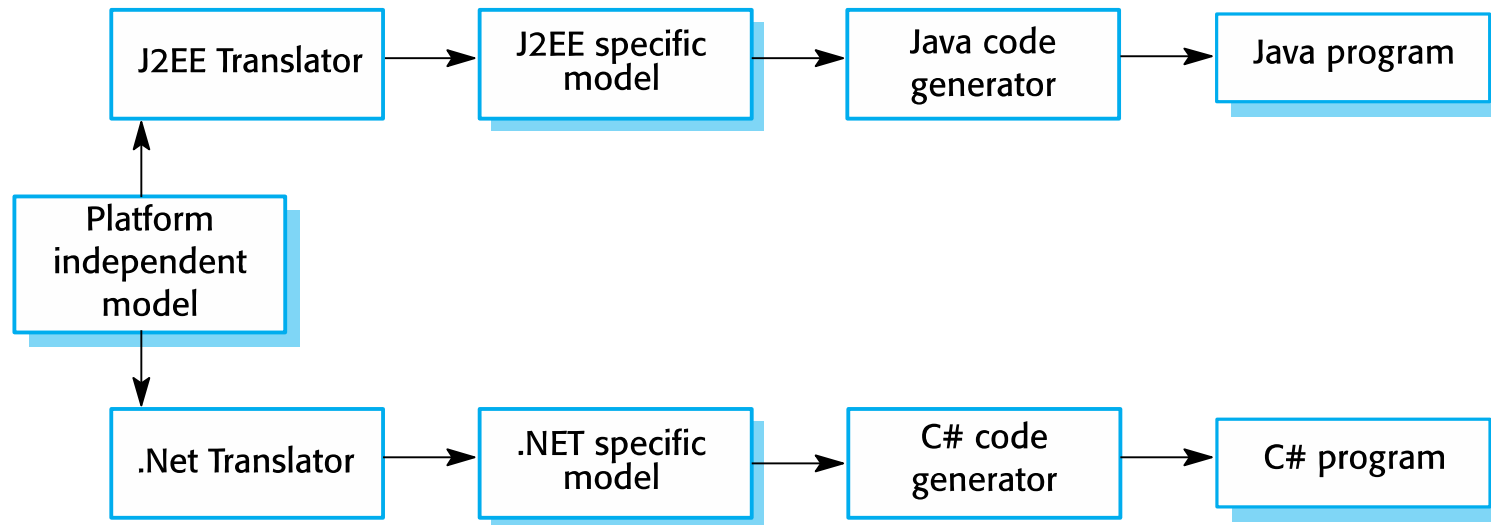 J2EE Translator
J2EE specific
model
Java code
generator
Java program
Platform
independent
model
.Net Translator
.NET specific
model
C# code
generator
C# program